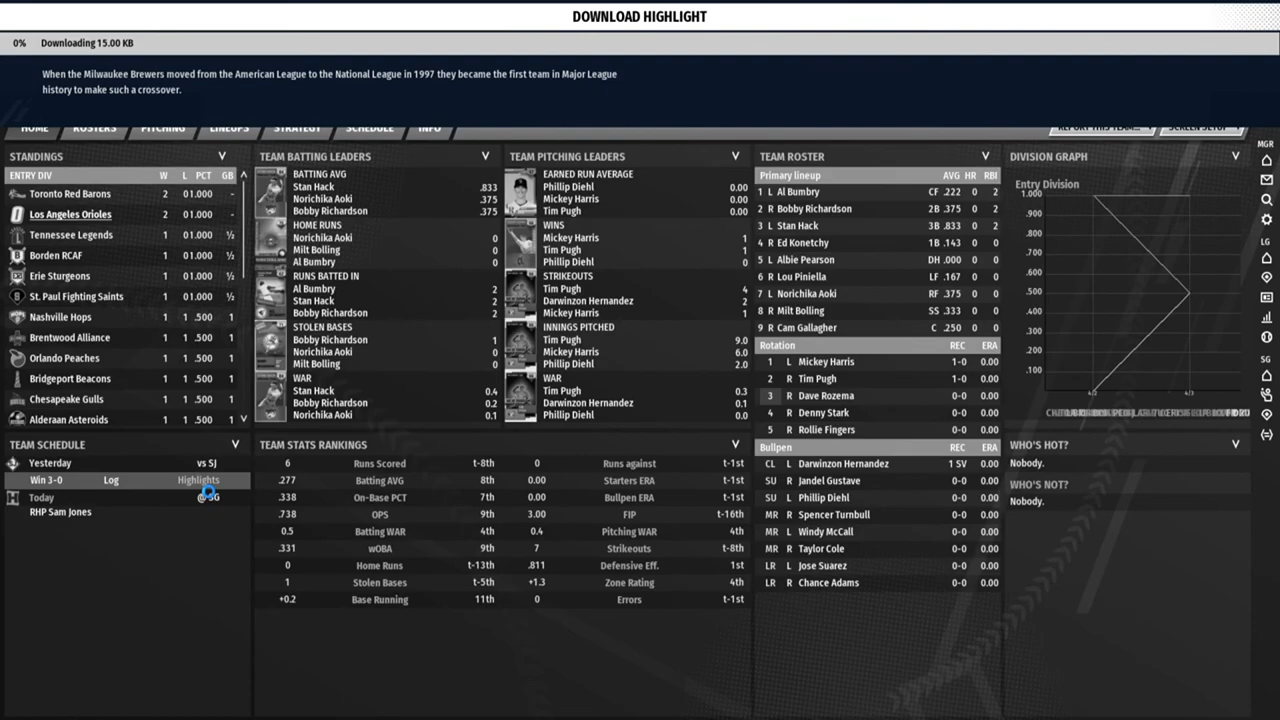 DOWNLOAD HIGHLIGHT
0% Downloading 15.00 KB
When the Milwaukee Brewers moved from the American League to the National League in 1997 they became the first team in Major League
history to make such a crossover.
HOME ROSTERS PITCHING LINEUPS STRATEGY SCHEDULE INFO REPORT THIS TEAM... SCREEN SETUP
MGR
LG
SG
STANDINGS
ENTRY DIV W L PCT GB
Toronto Red Barons 2 0 1.000 -
Los Angeles Orioles 2 0 1.000 -
Tennessee Legends 1 0 1.000 ½
Borden RCAF 1 0 1.000 ½
Erie Sturgeons 1 0 1.000 ½
St. Paul Fighting Saints 1 0 1.000 ½
Nashville Hops 1 1 .500 1
Brentwood Alliance 1 1 .500 1
Orlando Peaches 1 1 .500 1
Bridgeport Beacons 1 1 .500 1
Chesapeake Gulls 1 1 .500 1
Alderaan Asteroids 1 1 .500 1
TEAM BATTING LEADERS
BATTING AVG
Stan Hack .833
Norichika Aoki .375
Bobby Richardson .375
HOME RUNS
Norichika Aoki 0
Milt Bolling 0
Al Bumbry 0
RUNS BATTED IN
Al Bumbry 2
Stan Hack 2
Bobby Richardson 2
STOLEN BASES
Bobby Richardson 1
Norichika Aoki 0
Milt Bolling 0
WAR
Stan Hack 0.4
Bobby Richardson 0.2
Norichika Aoki 0.1
TEAM PITCHING LEADERS
EARNED RUN AVERAGE
Phillip Diehl 0.00
Mickey Harris 0.00
Tim Pugh 0.00
WINS
Mickey Harris 1
Tim Pugh 1
Phillip Diehl 0
STRIKEOUTS
Tim Pugh 4
Darwinzon Hernandez 2
Mickey Harris 1
INNINGS PITCHED
Tim Pugh 9.0
Mickey Harris 6.0
Phillip Diehl 2.0
WAR
Tim Pugh 0.3
Darwinzon Hernandez 0.1
Phillip Diehl 0.0
TEAM ROSTER
Primary lineup AVG HR RBI
1 L Al Bumbry CF .222 0 2
2 R Bobby Richardson 2B .375 0 2
3 L Stan Hack 3B .833 0 2
4 R Ed Konetchy 1B .143 0 0
5 L Albie Pearson DH .000 0 0
6 R Lou Piniella LF .167 0 0
7 L Norichika Aoki RF .375 0 0
8 R Milt Bolling SS .333 0 0
9 R Cam Gallagher C .250 0 0
Rotation REC ERA
1 L Mickey Harris 1-0 0.00
2 R Tim Pugh 1-0 0.00
3 R Dave Rozema 0-0 0.00
4 R Denny Stark 0-0 0.00
5 R Rollie Fingers 0-0 0.00
Bullpen REC ERA
CL L Darwinzon Hernandez 1 SV 0.00
SU R Jandel Gustave 0-0 0.00
SU L Phillip Diehl 0-0 0.00
MR R Spencer Turnbull 0-0 0.00
MR L Windy McCall 0-0 0.00
MR R Taylor Cole 0-0 0.00
LR L Jose Suarez 0-0 0.00
LR R Chance Adams 0-0 0.00
DIVISION GRAPH
Entry Division
1.000
.900
.800
.700
.600
.500
.400
.300
.200
.100
4/2 4/3
TEAM SCHEDULE
Yesterday vs SJ
Win 3-0 Log Highlights
Today
RHP Sam Jones
TEAM STATS RANKINGS
6 Runs Scored t-8th 0 Runs against t-1st
.277 Batting AVG 8th 0.00 Starters ERA t-1st
.338 On-Base PCT 7th 0.00 Bullpen ERA t-1st
.738 OPS 9th 3.00 FIP t-16th
0.5 Batting WAR 4th 0.4 Pitching WAR 4th
.331 wOBA 9th 7 Strikeouts t-8th
0 Home Runs t-13th .811 Defensive Eff. 1st
1 Stolen Bases t-5th +1.3 Zone Rating 4th
+0.2 Base Running 11th 0 Errors t-1st
WHO'S HOT?
Nobody.
WHO'S NOT?
Nobody.